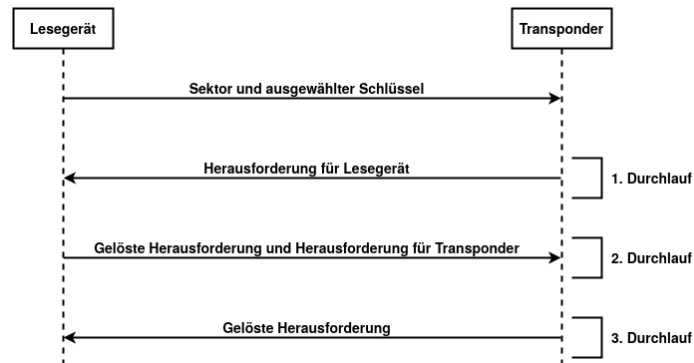 Lesegerät
Transponder
Sektor und ausgewählter Schlüssel
Herausforderung für Lesegerät
1. Durchlauf
Gelöste Herausforderung und Herausforderung für Transponder
2. Durchlauf
Gelöste Herausforderung
3. Durchlauf